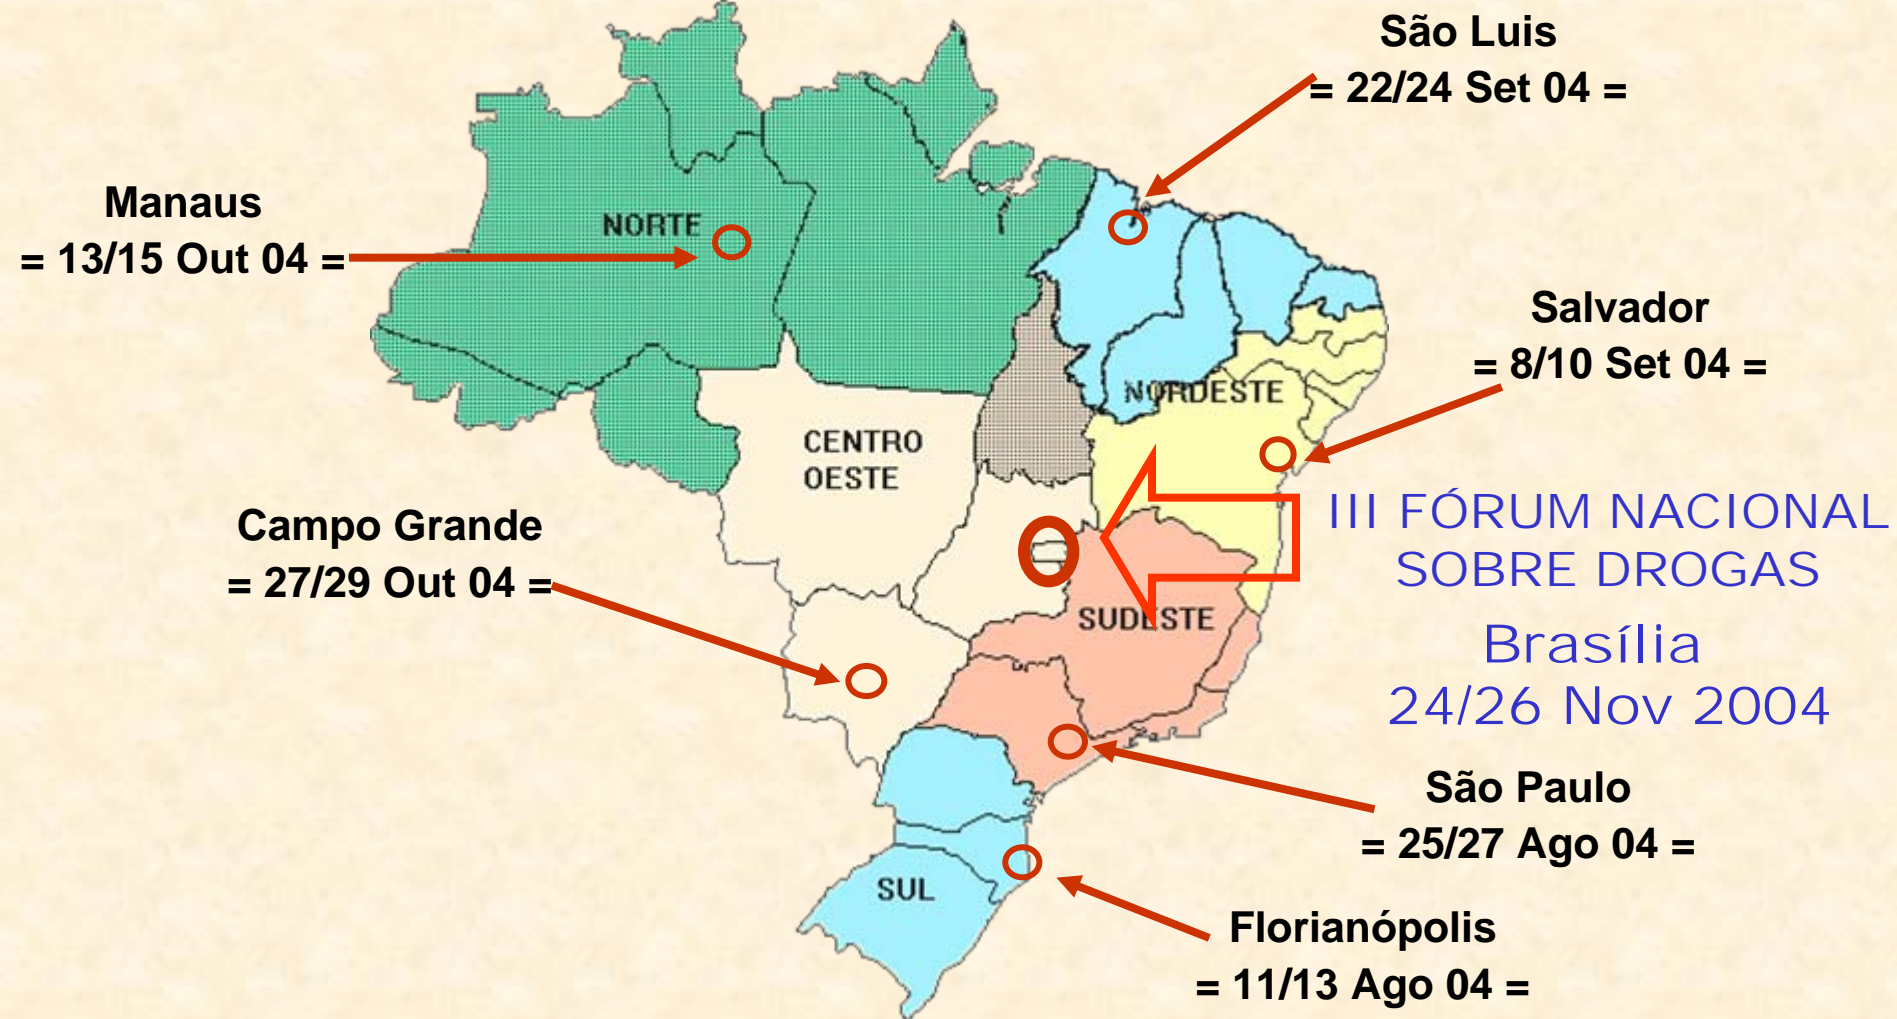 São Luis
= 22/24 Set 04 =
Manaus
= 13/15 Out 04 =
NORTE
Salvador
= 8/10 Set 04 =
NORDESTE
CENTRO
OESTE
Campo Grande
= 27/29 Out 04 =
III FÓRUM NACIONAL
SOBRE DROGAS
Brasília
24/26 Nov 2004
SUDESTE
São Paulo
= 25/27 Ago 04 =
SUL
Florianópolis
= 11/13 Ago 04 =